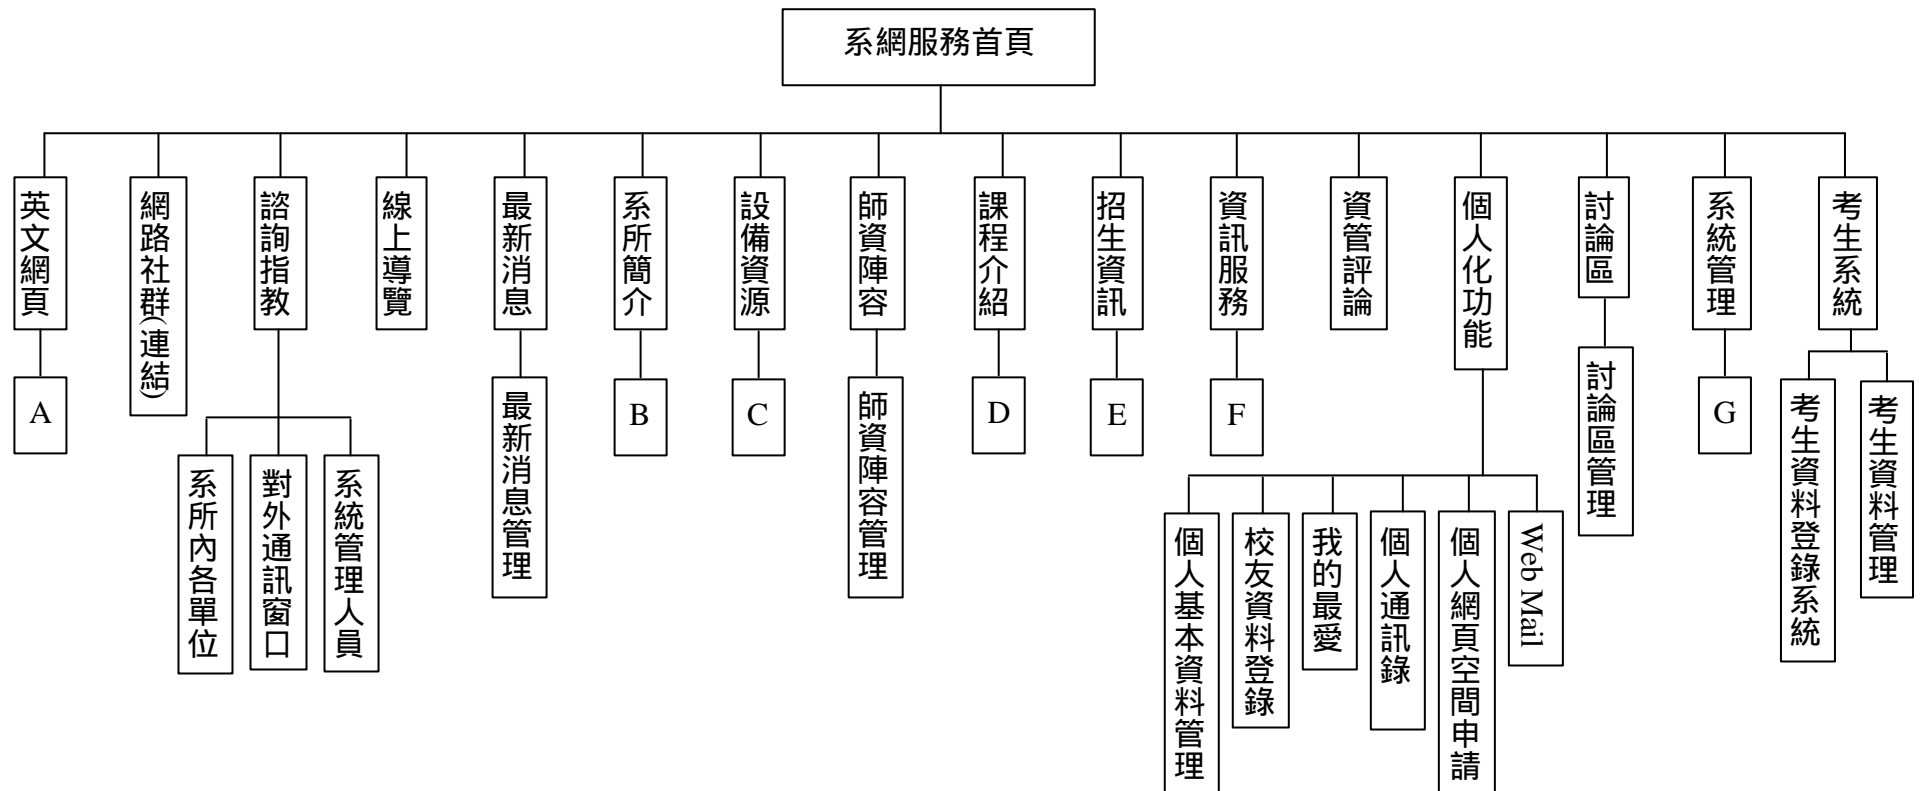 系網服務首頁
英文網頁
網路社群(連結)
諮詢指教
線上導覽
最新消息
系所簡介
設備資源
師資陣容
課程介紹
招生資訊
資訊服務
資管評論
個人化功能
討論區
系統管理
考生系統
A
最新消息管理
B
C
師資陣容管理
D
E
F
討論區管理
G
考生資料登錄系統
考生資料管理
系所內各單位
對外通訊窗口
系統管理人員
個人基本資料管理
校友資料登錄
我的最愛
個人通訊錄
個人網頁空間申請
Web Mail